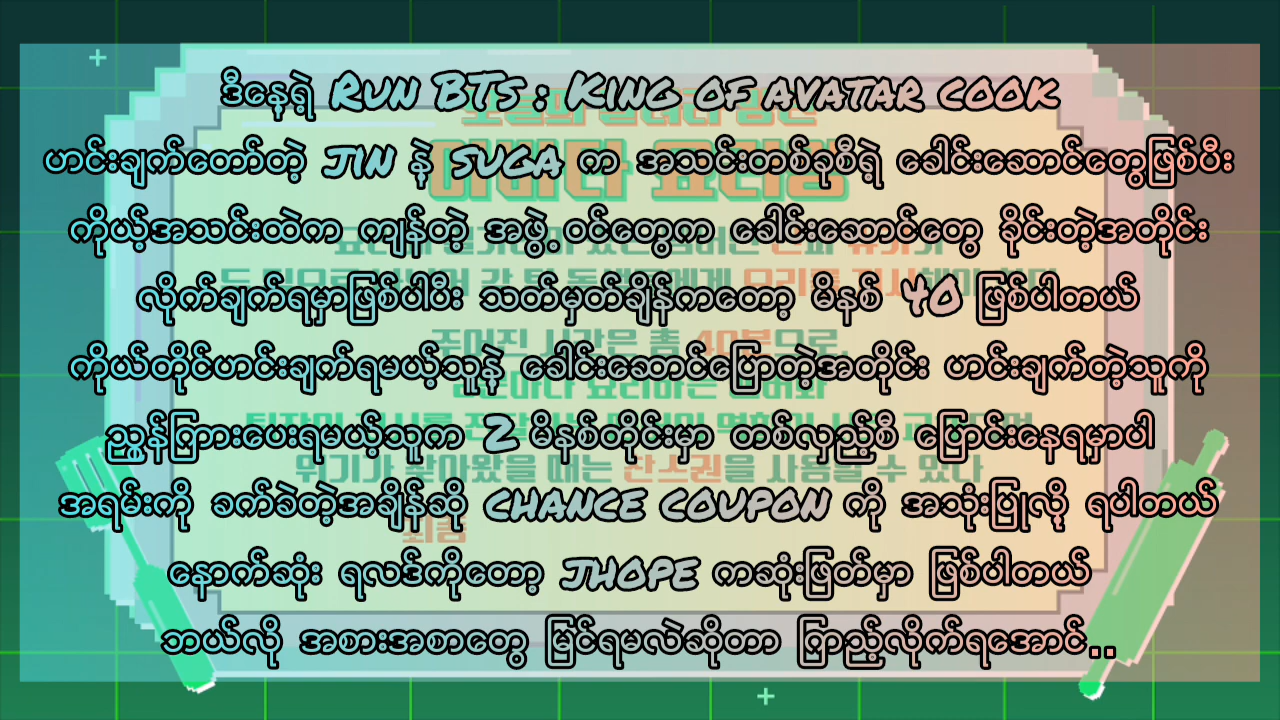 ဒီနေ့ရဲ့ RUN BTS : KING OF AVATAR COOK
ဟင်းချက်တော်တဲ့ JIN နဲ့ SUGA က အသင်းတစ်ခုစီရဲ့ ခေါင်းဆောင်တွေဖြစ်ပီး
ကိုယ့်အသင်းထဲက ကျန်တဲ့ အဖွဲ့ဝင်တွေက ခေါင်းဆောင်တွေ ခိုင်းတဲ့အတိုင်း
လိုက်ချက်ရမှာဖြစ်ပါပီး သတ်မှတ်ချိန်ကတော့ မိနစ် 40 ဖြစ်ပါတယ်
ကိုယ်တိုင်ဟင်းချက်ရမယ့်သူနဲ့ ခေါင်းဆောင်ပြောတဲ့အတိုင်း ဟင်းချက်တဲ့သူကို
ညွှန်ကြားပေးရမယ့်သူက 2 မိနစ်တိုင်းမှာ တစ်လှည့်စီ ပြောင်းနေရမှာပါ
အရမ်းကို ခက်ခဲတဲ့အချိန်ဆို CHANCE COUPON ကို အသုံးပြုလို့ ရပါတယ်
နောက်ဆုံး ရလဒ်ကိုတော့ JHOPE ကဆုံးဖြတ်မှာ ဖြစ်ပါတယ်
ဘယ်လို အစားအစာတွေ မြင်ရမလဲဆိုတာ ကြာည့်လိုက်ရအောင်..